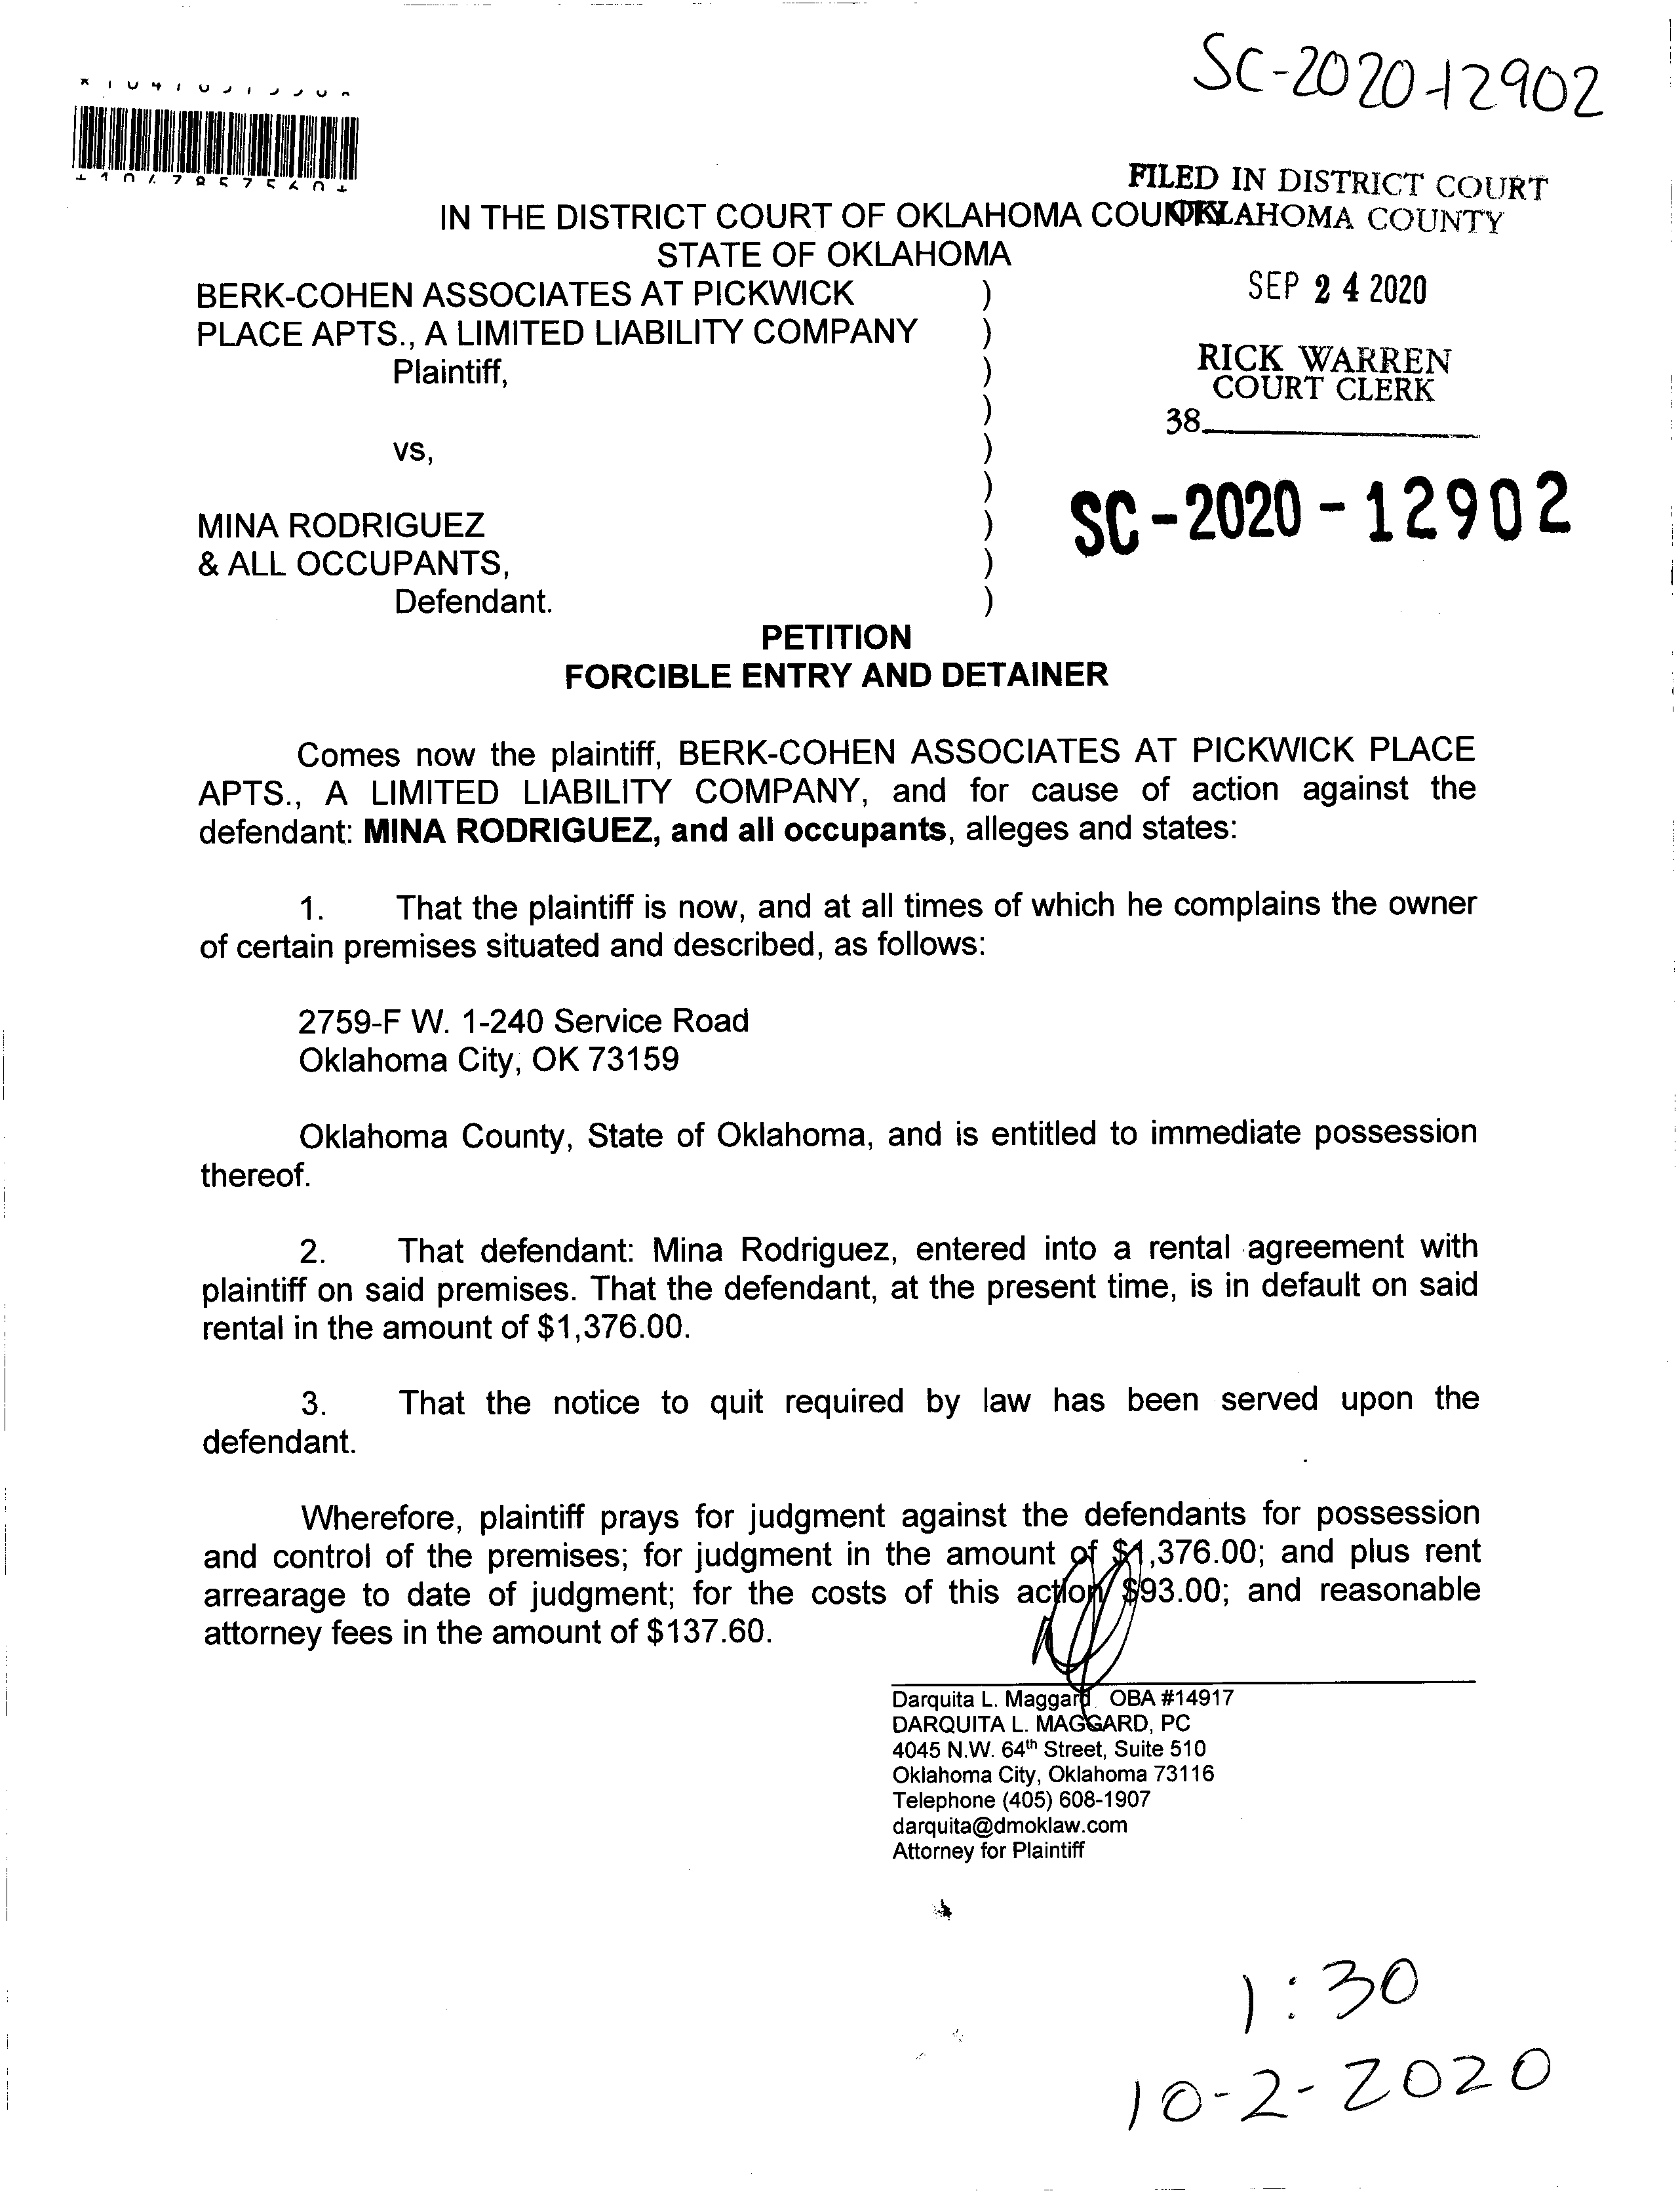 SC-2020-12902
FILED IN DISTRICT COURT
OKLAHOMA COUNTY
IN THE DISTRICT COURT OF OKLAHOMA COUNTY
STATE OF OKLAHOMA
SEP 24 2020
RICK WARREN
COURT CLERK
38
SC-2020-12902
BERK-COHEN ASSOCIATES AT PICKWICK )
PLACE APTS., A LIMITED LIABILITY COMPANY )
Plaintiff, )
)
vs, )
)
MINA RODRIGUEZ )
& ALL OCCUPANTS, )
Defendant. )
PETITION
FORCIBLE ENTRY AND DETAINER
Comes now the plaintiff, BERK-COHEN ASSOCIATES AT PICKWICK PLACE
APTS., A LIMITED LIABILITY COMPANY, and for cause of action against the
defendant: MINA RODRIGUEZ, and all occupants, alleges and states:
1. That the plaintiff is now, and at all times of which he complains the owner
of certain premises situated and described, as follows:
2759-F W. 1-240 Service Road
Oklahoma City, OK 73159
Oklahoma County, State of Oklahoma, and is entitled to immediate possession
thereof.
2. That defendant: Mina Rodriguez, entered into a rental agreement with
plaintiff on said premises. That the defendant, at the present time, is in default on said
rental in the amount of $1,376.00.
3. That the notice to quit required by law has been served upon the
defendant.
Wherefore, plaintiff prays for judgment against the defendants for possession
and control of the premises; for judgment in the amount of $1,376.00; and plus rent
arrearage to date of judgment; for the costs of this action $93.00; and reasonable
attorney fees in the amount of $137.60.
Darquita L. Maggard OBA #14917
DARQUITA L. MAGGARD, PC
4045 N.W. 64th Street, Suite 510
Oklahoma City, Oklahoma 73116
Telephone (405) 608-1907
darquita@dmoklaw.com
Attorney for Plaintiff
1:30
10-2-2020